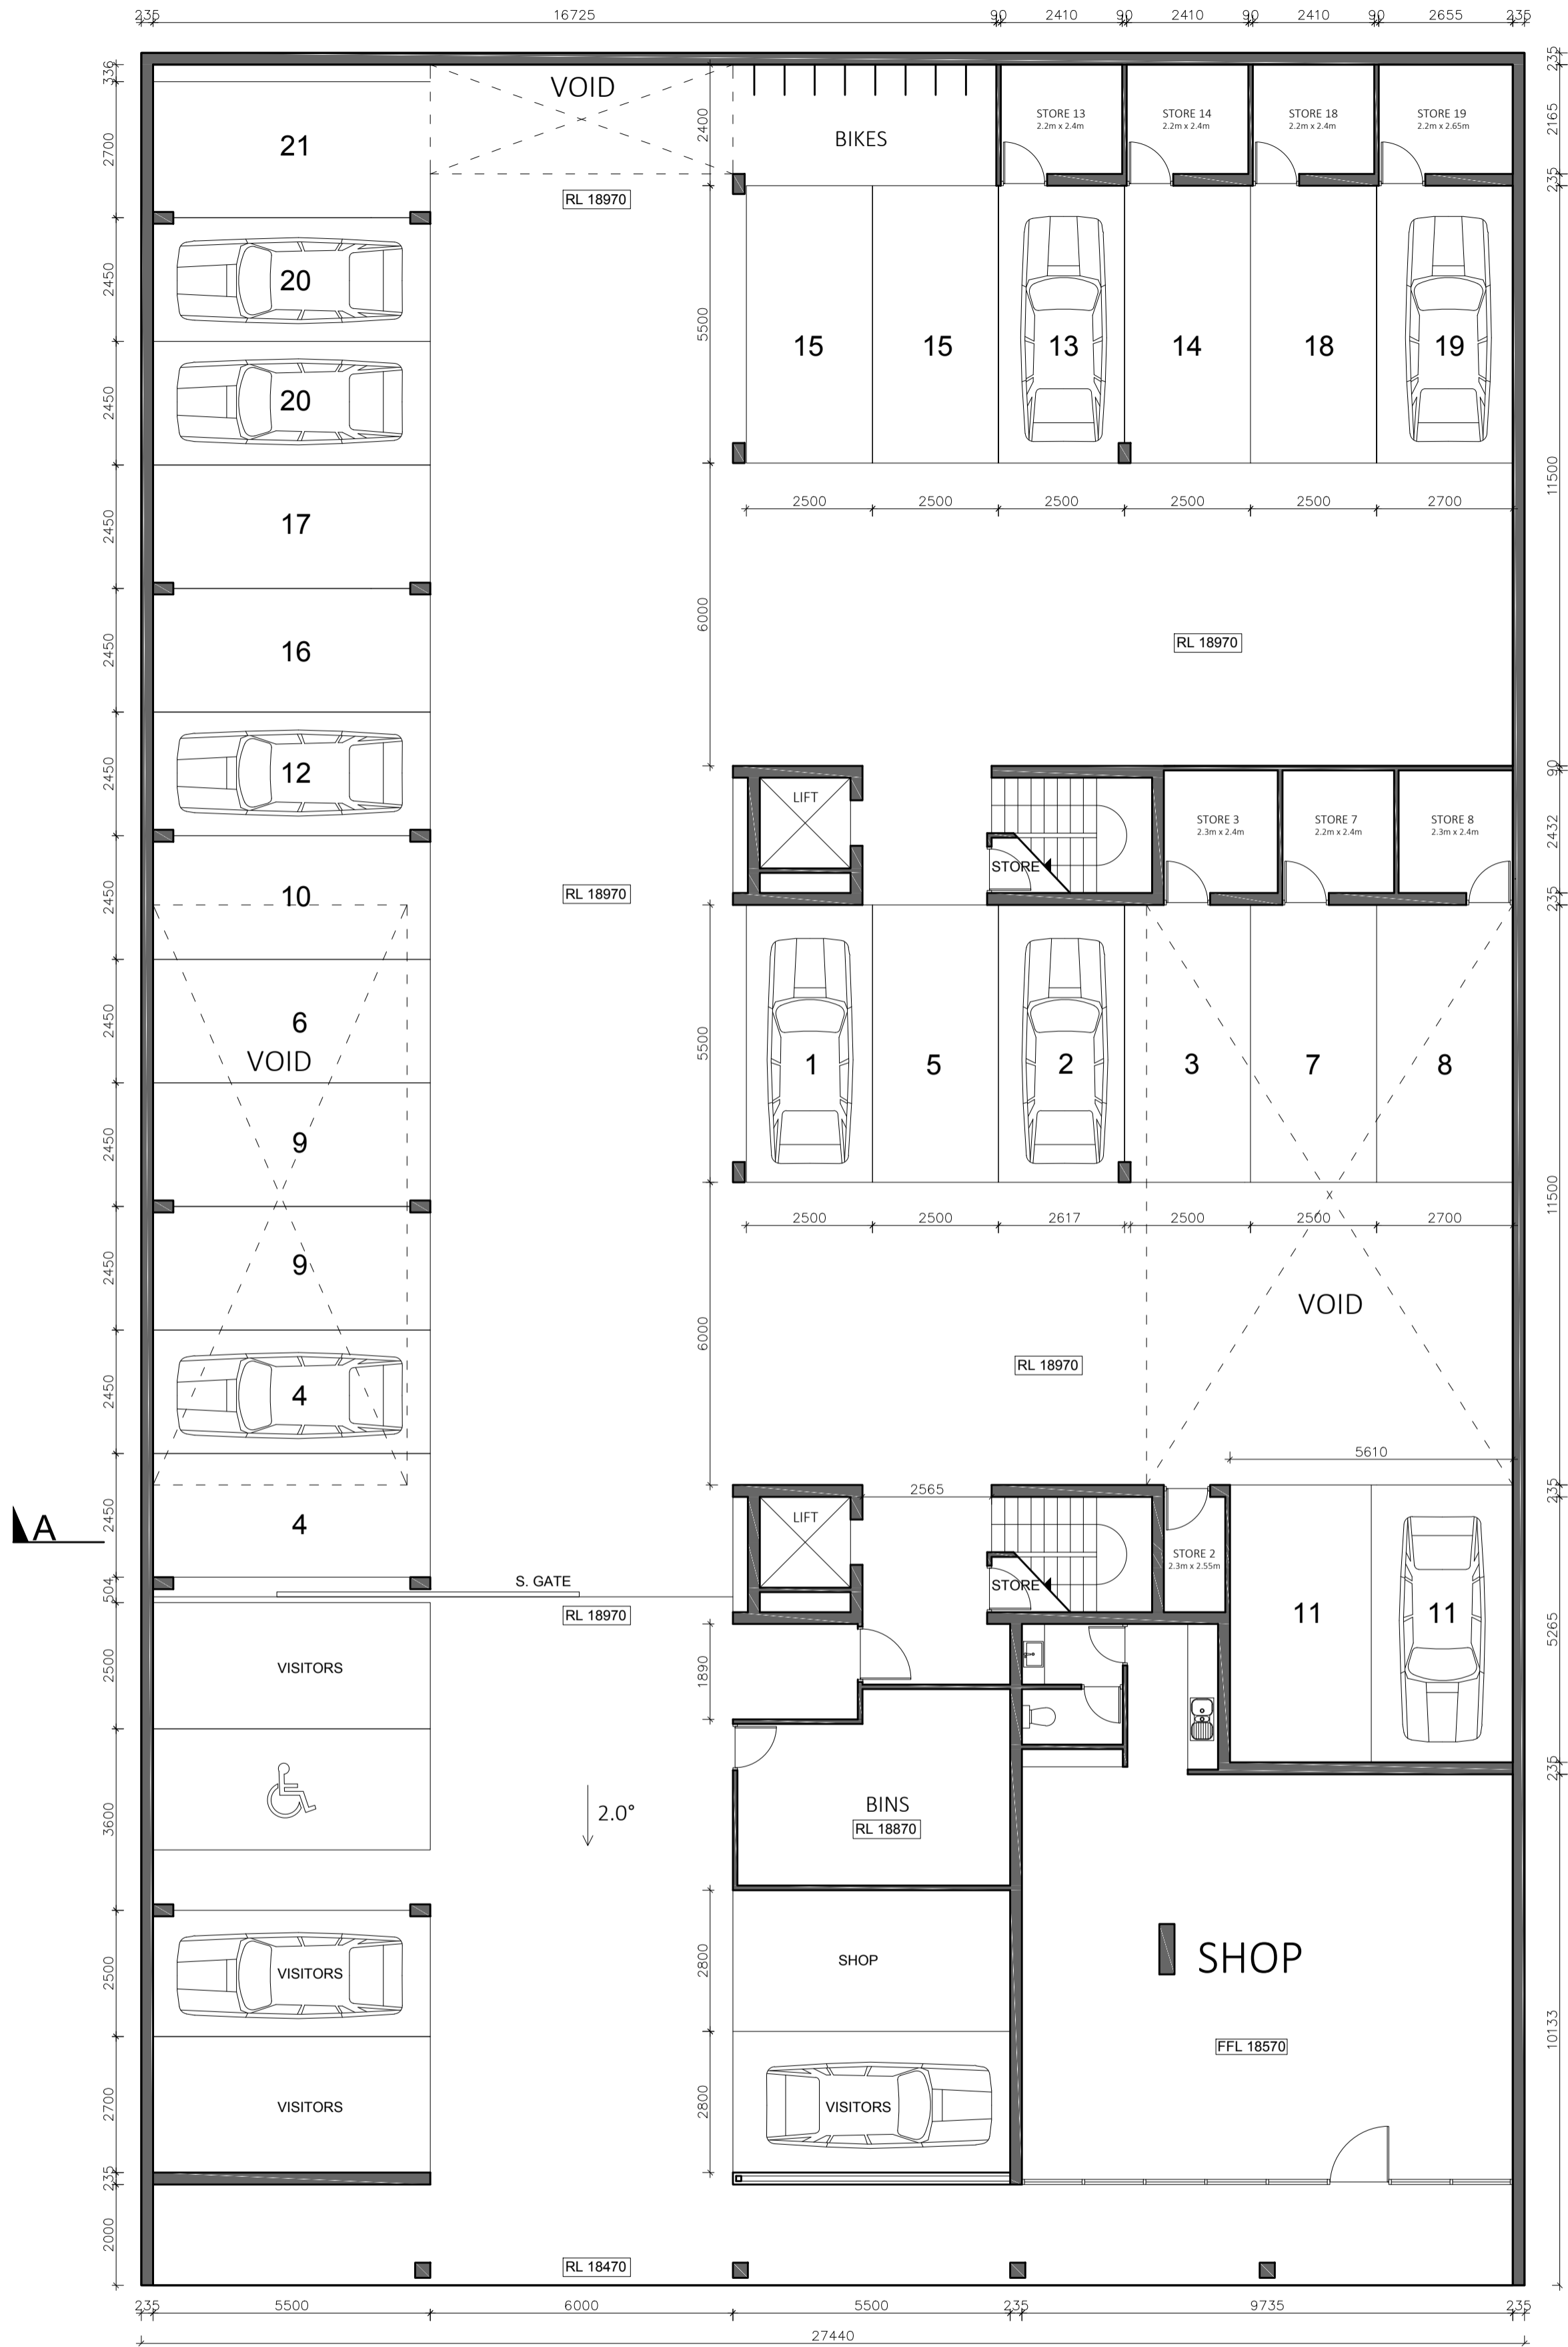 235
16725
90
2410
90
2410
90
2410
90
2655
235
336
VOID
235
2400
STORE 13
2.2m x 2.4m
STORE 14
2.2m x 2.4m
STORE 18
2.2m x 2.4m
STORE 19
2.2m x 2.65m
2165
2700
21
BIKES
235
RL 18970
2450
20
5500
15
15
13
14
18
19
2450
20
11500
2500
2500
2500
2500
2500
2700
2450
17
6000
RL 18970
2450
16
2450
12
90
LIFT
STORE 3
2.3m x 2.4m
STORE 7
2.2m x 2.4m
STORE 8
2.3m x 2.4m
2432
STORE
2450
10
RL 18970
235
2450
6
VOID
5500
1
5
2
3
7
8
2450
9
11500
2500
2500
2617
2500
2500
2700
2450
9
VOID
6000
RL 18970
2450
4
5610
235
2565
A
2450
4
LIFT
STORE 2
2.3m x 2.55m
STORE
504
S. GATE
RL 18970
11
11
5265
2500
VISITORS
1890
235
3600
2.0°
BINS
RL 18870
2500
VISITORS
2800
SHOP
SHOP
FFL 18570
10133
2700
VISITORS
2800
VISITORS
235
2000
RL 18470
235
5500
6000
5500
235
9735
235
27440